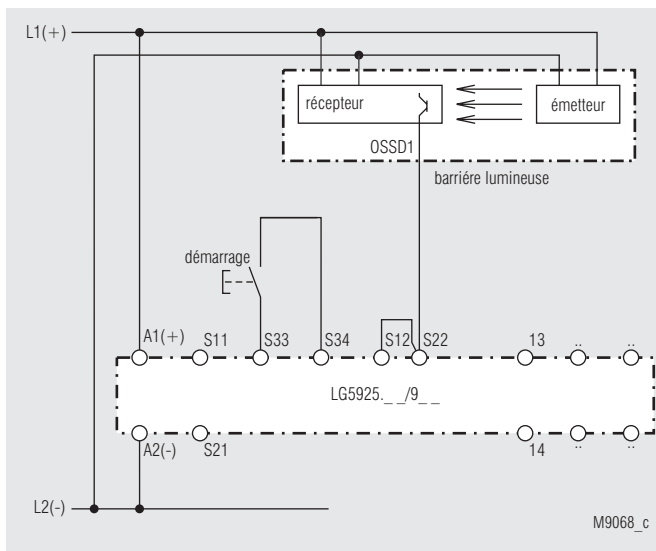 L1(+)
récepteur
émetteur
OSSD1
barriére lumineuse
démarrage
A1(+) S11 S33 S34 S12 S22 13 .. ..
LG5925._ _/9_ _
A2(-) S21 14 .. ..
L2(-)
M9068_c